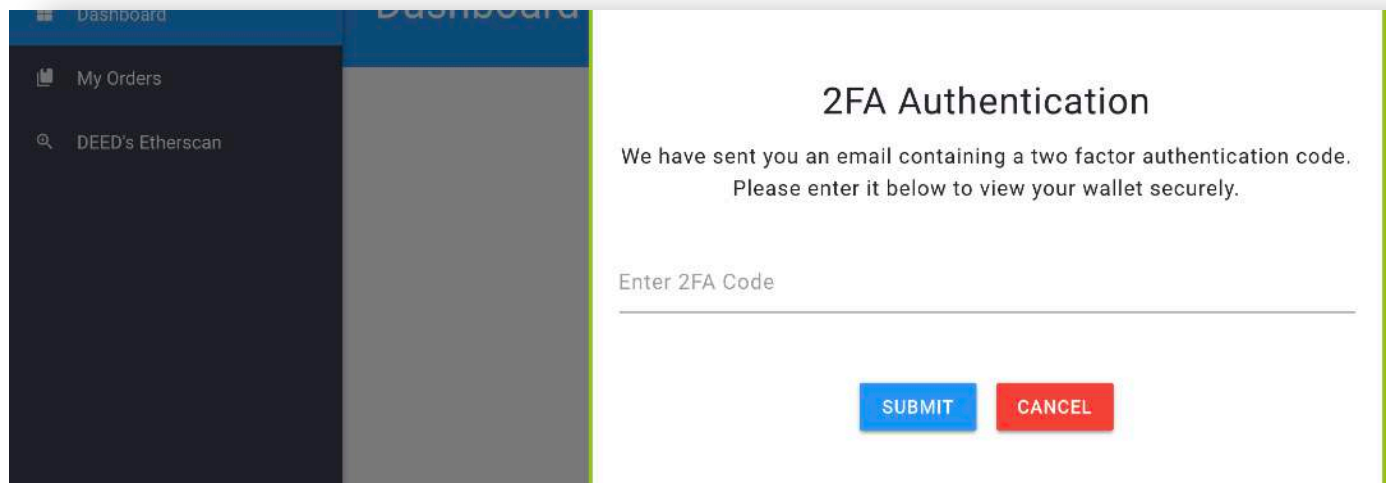 Dashboard
Dashboard
My Orders
DEED's Etherscan
2FA Authentication
We have sent you an email containing a two factor authentication code.
Please enter it below to view your wallet securely.
Enter 2FA Code
SUBMIT
CANCEL